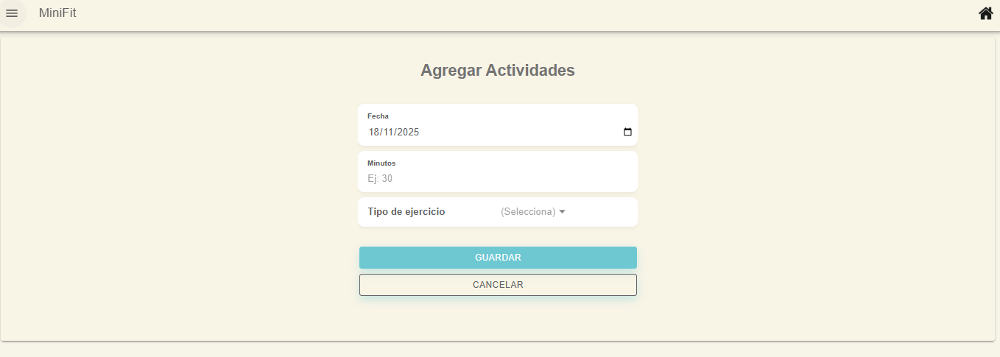 MiniFit
Agregar Actividades
Fecha
18/11/2025
Minutos
Ej: 30
Tipo de ejercicio (Selecciona)
GUARDAR
CANCELAR